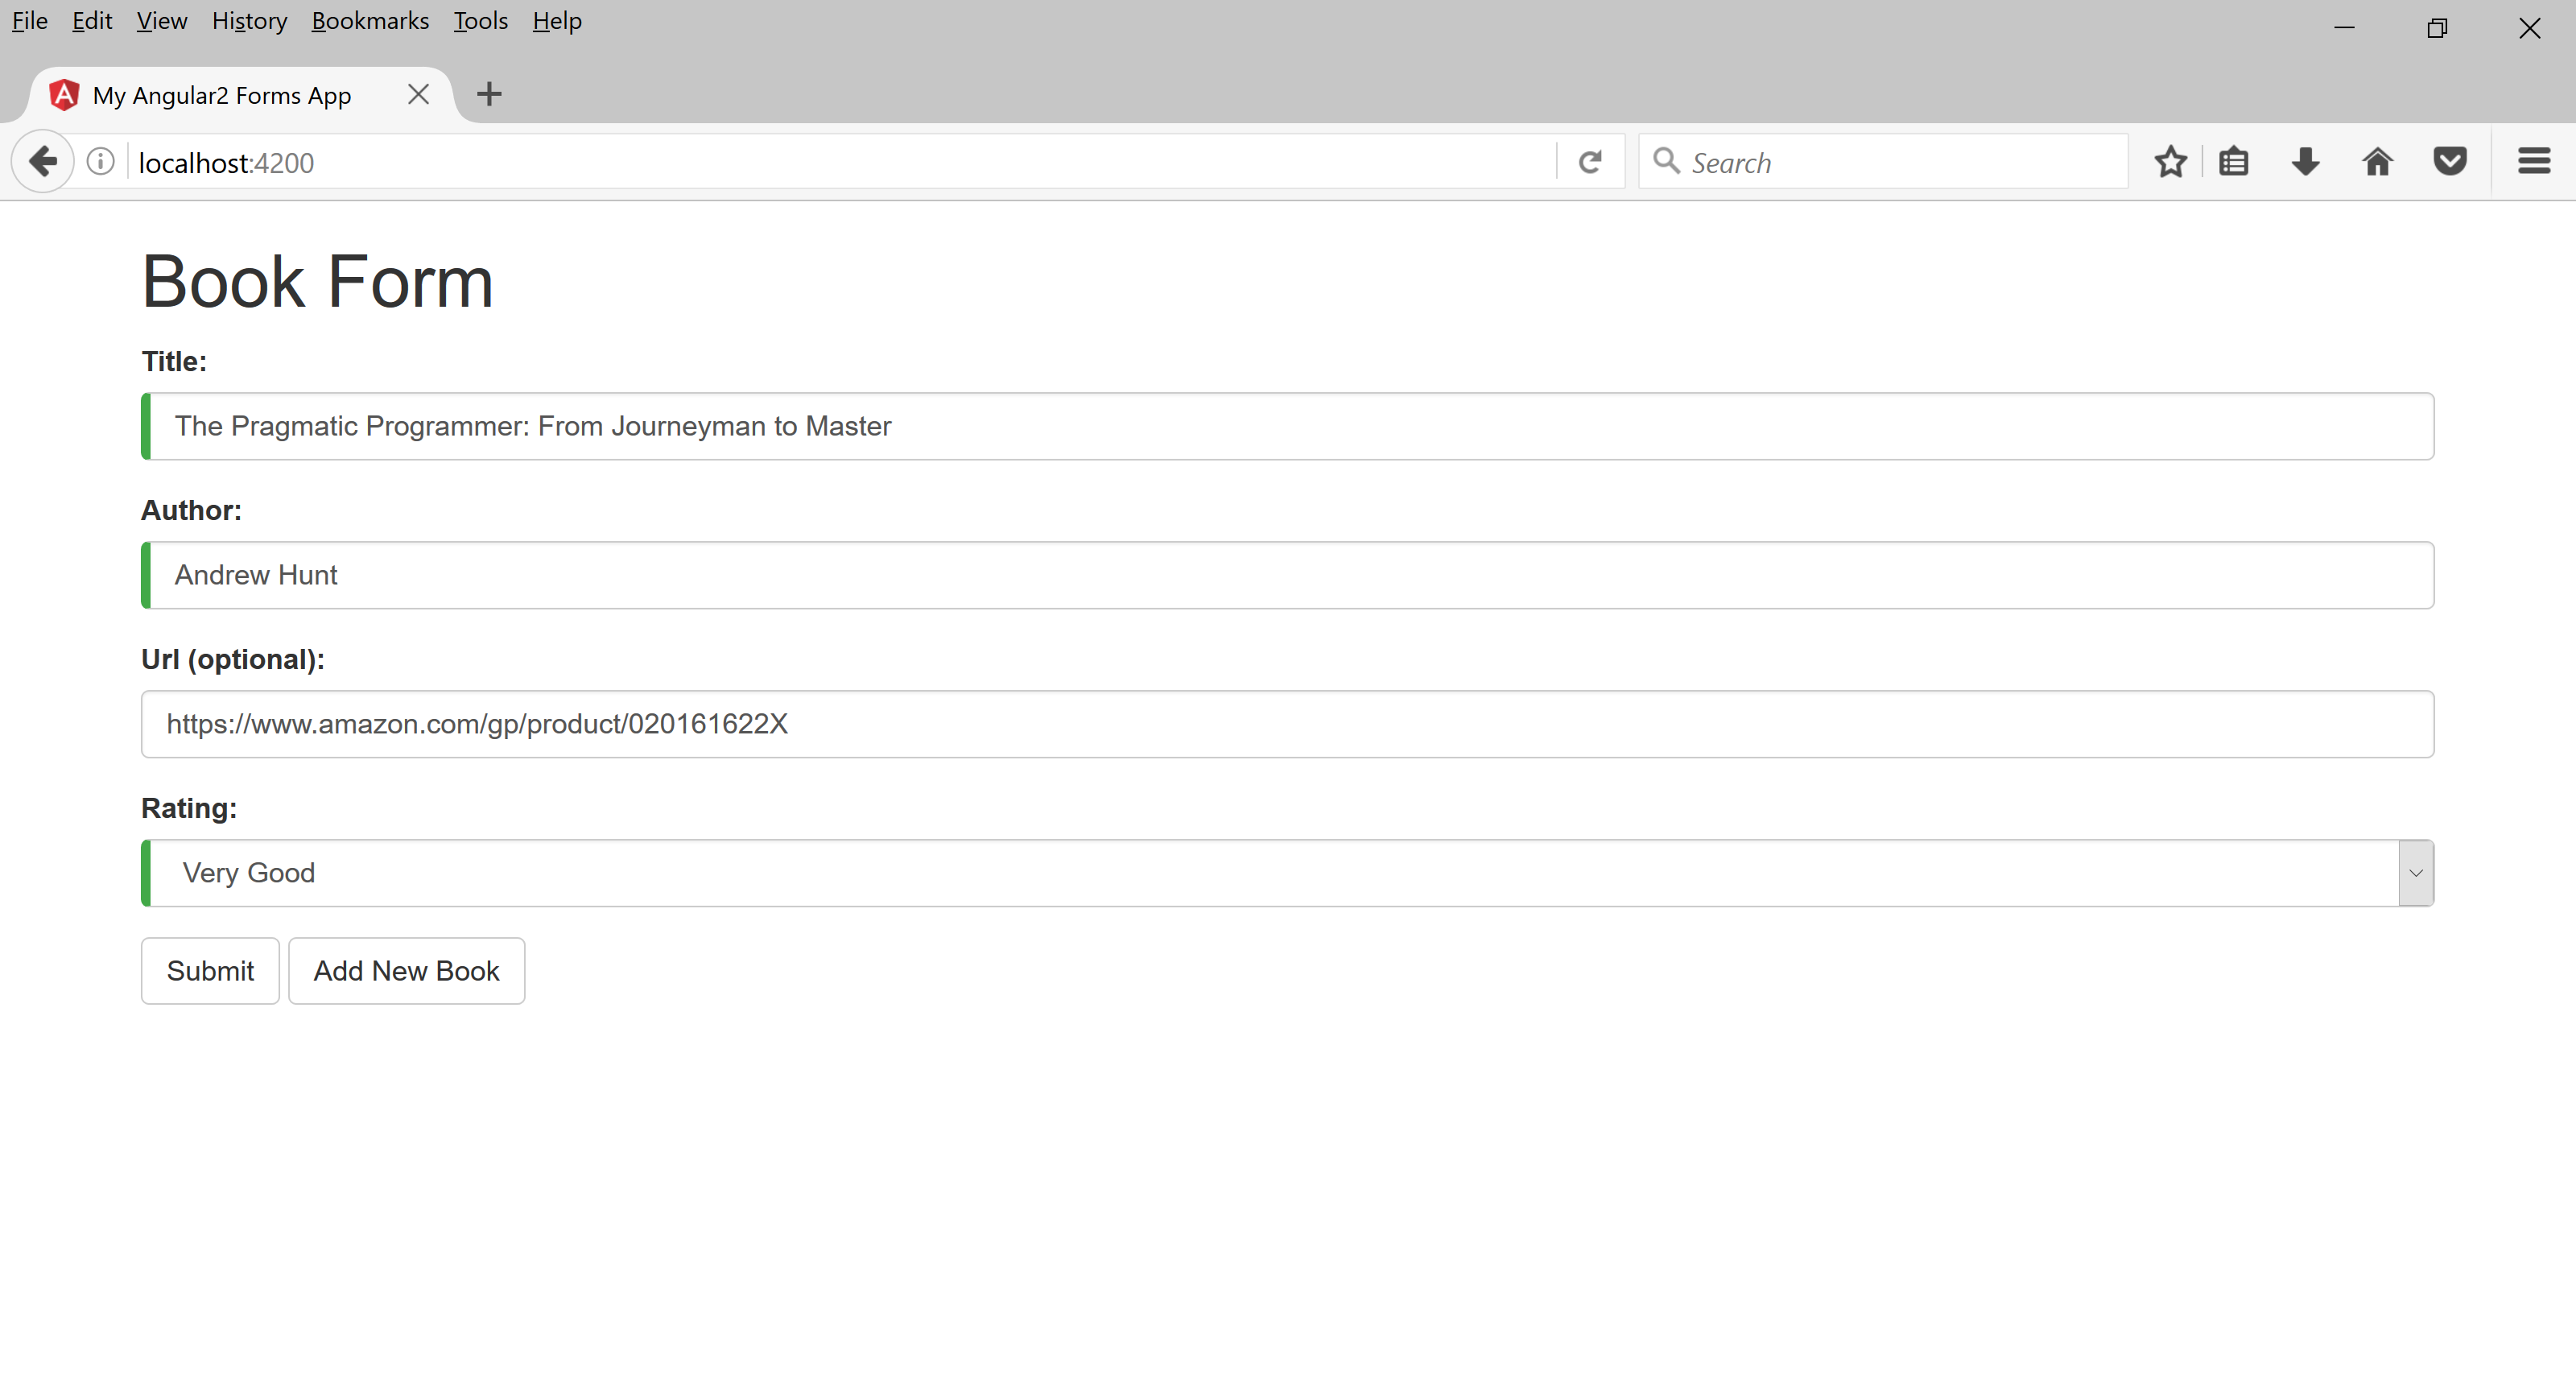 File Edit View History Bookmarks Tools Help
My Angular2 Forms App
localhost:4200 Search
Book Form
Title:
The Pragmatic Programmer: From Journeyman to Master
Author:
Andrew Hunt
Url (optional):
https://www.amazon.com/gp/product/020161622X
Rating:
Very Good
Submit Add New Book